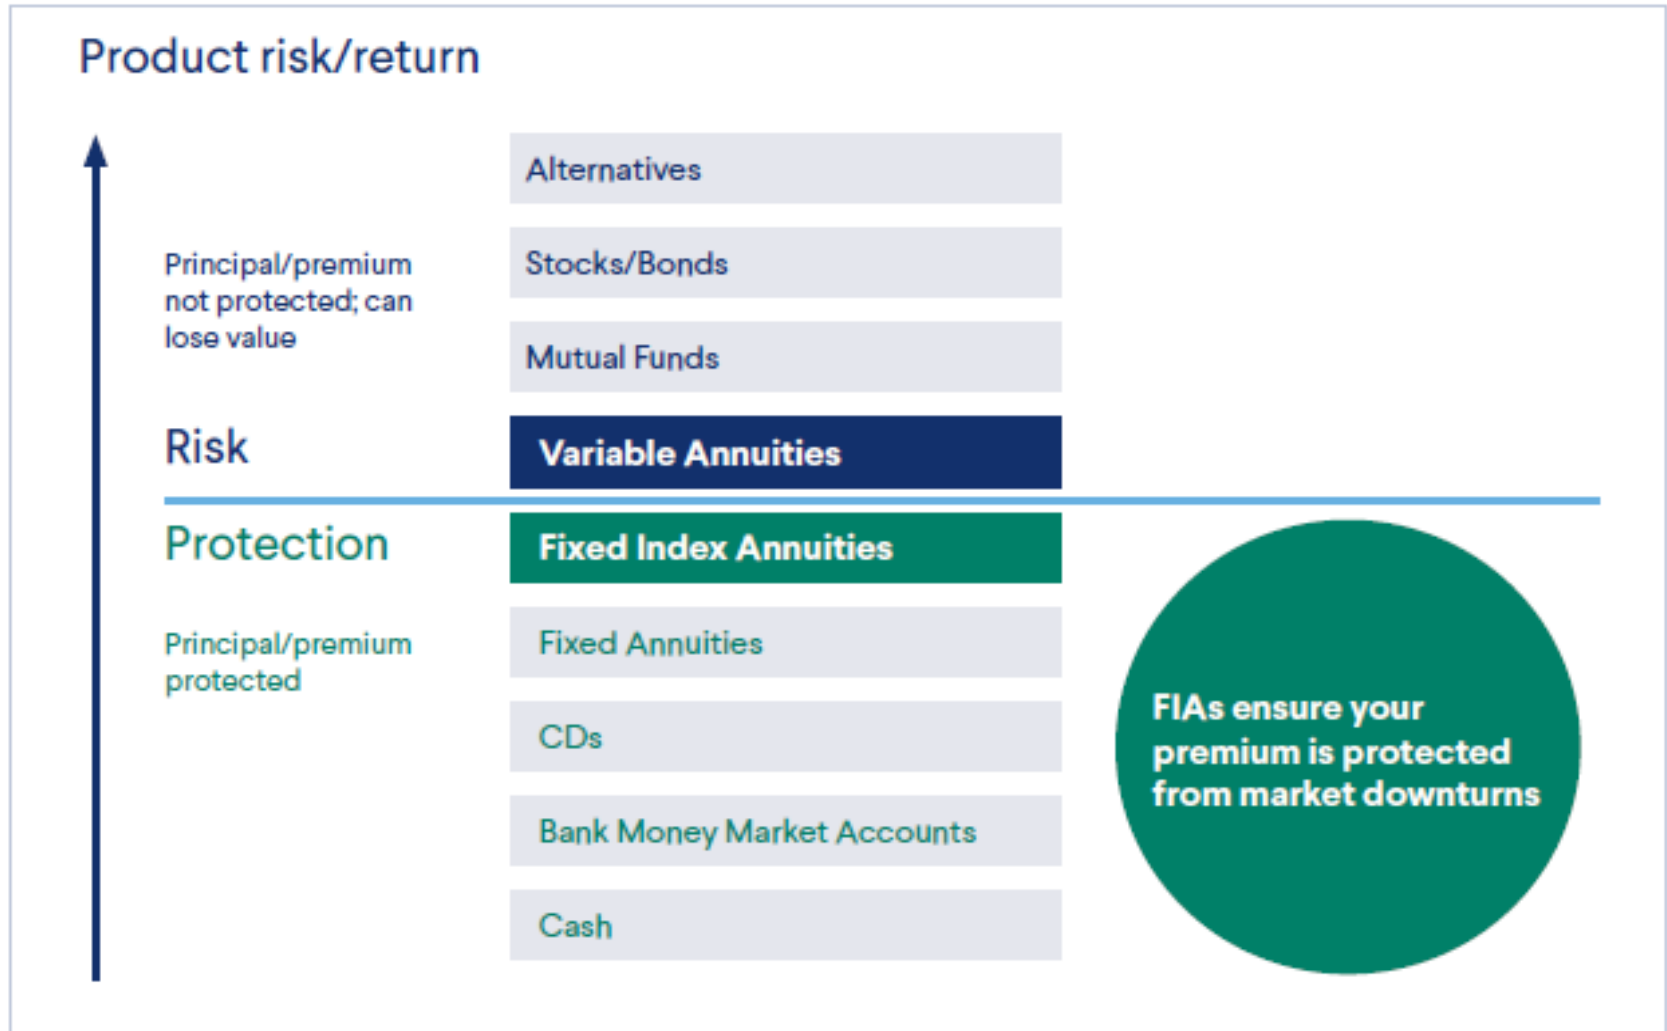 Product risk/return
Alternatives
Principal/premium
not protected; can
lose value
Stocks/Bonds
Mutual Funds
Risk
Variable Annuities
Protection
Fixed Index Annuities
Principal/premium
protected
Fixed Annuities
CDs
Bank Money Market Accounts
Cash
FIAs ensure your
premium is protected
from market downturns